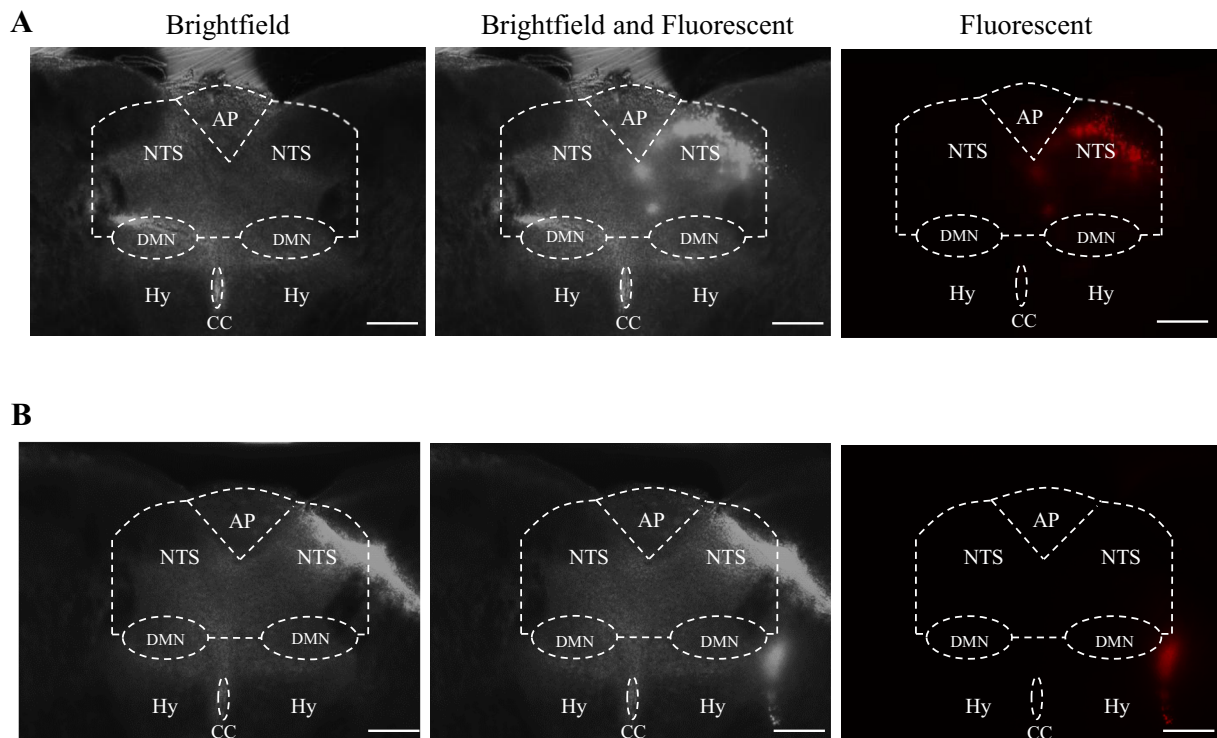 A
Brightfield
Brightfield and Fluorescent
Fluorescent
AP
NTS
NTS
DMN
DMN
Hy
Hy
CC
AP
NTS
NTS
DMN
DMN
Hy
Hy
CC
AP
NTS
NTS
DMN
DMN
Hy
Hy
CC
B
AP
NTS
NTS
DMN
DMN
Hy
Hy
CC
AP
NTS
NTS
DMN
DMN
Hy
Hy
CC
AP
NTS
NTS
DMN
DMN
Hy
Hy
CC